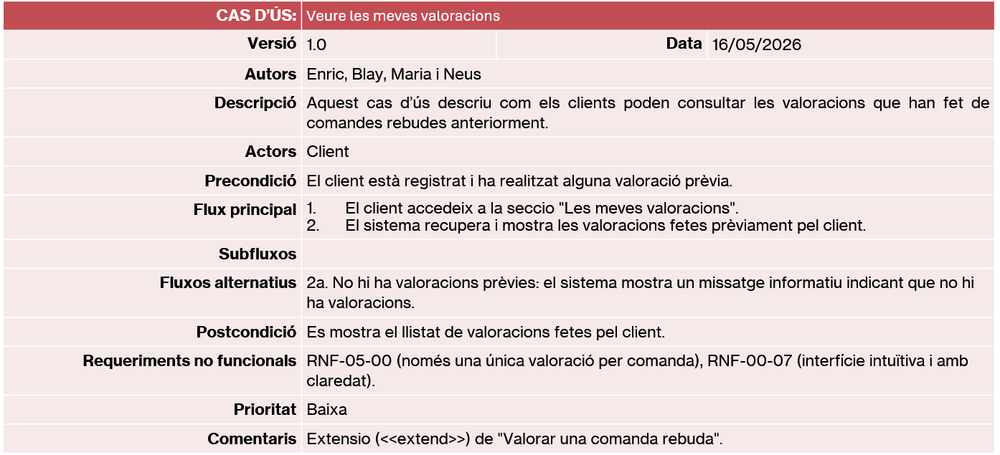 CAS D'ÚS: Veure les meves valoracions
Versió 1.0 Data 16/05/2026
Autors Enric, Blay, Maria i Neus
Descripció Aquest cas d'ús descriu com els clients poden consultar les valoracions que han fet de
comandes rebudes anteriorment.
Actors Client
Precondició El client està registrat i ha realitzat alguna valoració prèvia.
Flux principal 1. El client accedeix a la seccio "Les meves valoracions".
2. El sistema recupera i mostra les valoracions fetes prèviament pel client.
Subfluxos
Fluxos alternatius 2a. No hi ha valoracions prèvies: el sistema mostra un missatge informatiu indicant que no hi
ha valoracions.
Postcondició Es mostra el llistat de valoracions fetes pel client.
Requeriments no funcionals RNF-05-00 (només una única valoració per comanda), RNF-00-07 (interfície intuïtiva i amb
claredat).
Prioritat Baixa
Comentaris Extensio (<<extend>>) de "Valorar una comanda rebuda".